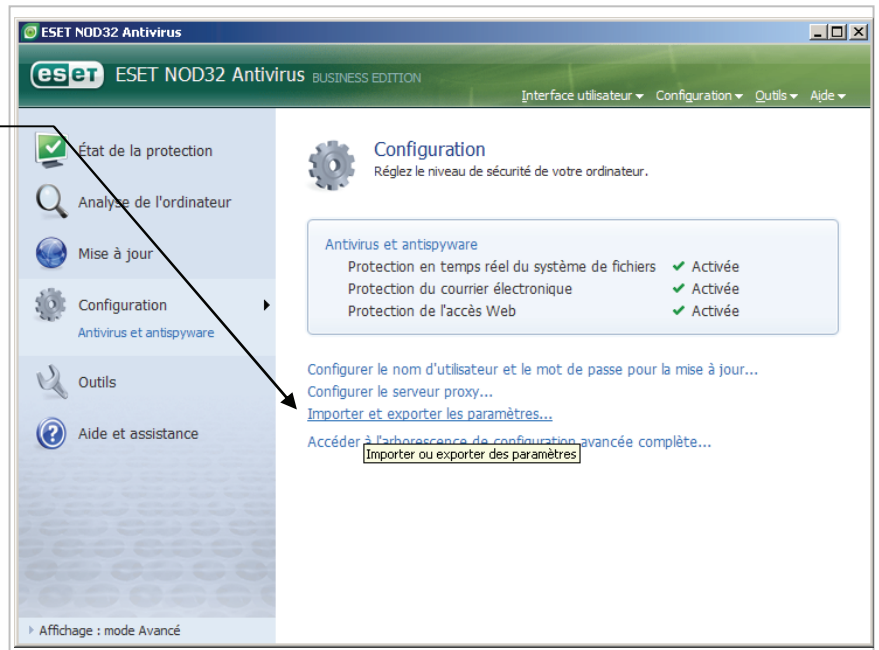 ESET NOD32 Antivirus
eset ESET NOD32 Antivirus BUSINESS EDITION
Interface utilisateur Configuration Outils Aide
État de la protection
Analyse de l'ordinateur
Mise à jour
Configuration
Antivirus et antispyware
Outils
Aide et assistance
Affichage : mode Avancé
Configuration
Réglez le niveau de sécurité de votre ordinateur.
Antivirus et antispyware
Protection en temps réel du système de fichiers Activée
Protection du courrier électronique Activée
Protection de l'accès Web Activée
Configurer le nom d'utilisateur et le mot de passe pour la mise à jour...
Configurer le serveur proxy...
Importer et exporter les paramètres...
Accéder à l'arborescence de configuration avancée complète...
Importer ou exporter des paramètres